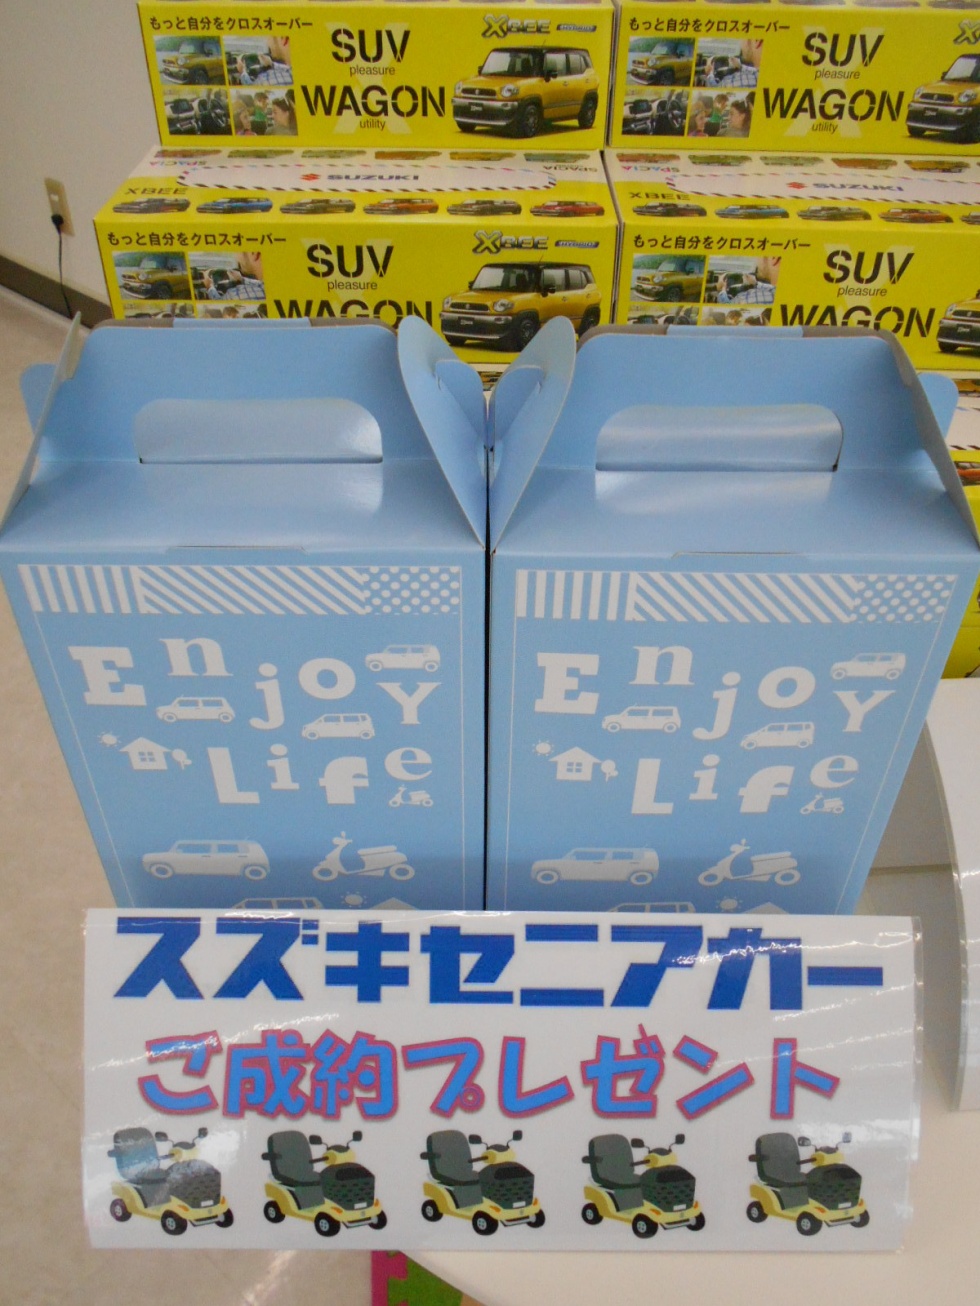 もっと自分をクロスオーバー
SUV
pleasure
WAGON
utility
XBEE
もっと自分をクロスオーバー
SUV
pleasure
WAGON
utility
SPACIA
SUZUKI
SPACIA
XBEE
SUZUKI
XBEE
もっと自分をクロスオーバー
SUV
pleasure
WAGON
XBEE
もっと自分をクロスオーバー
SUV
pleasure
WAGON
Enjoy
Life
Enjoy
Life
スズキセニアカー
ご成約プレゼント